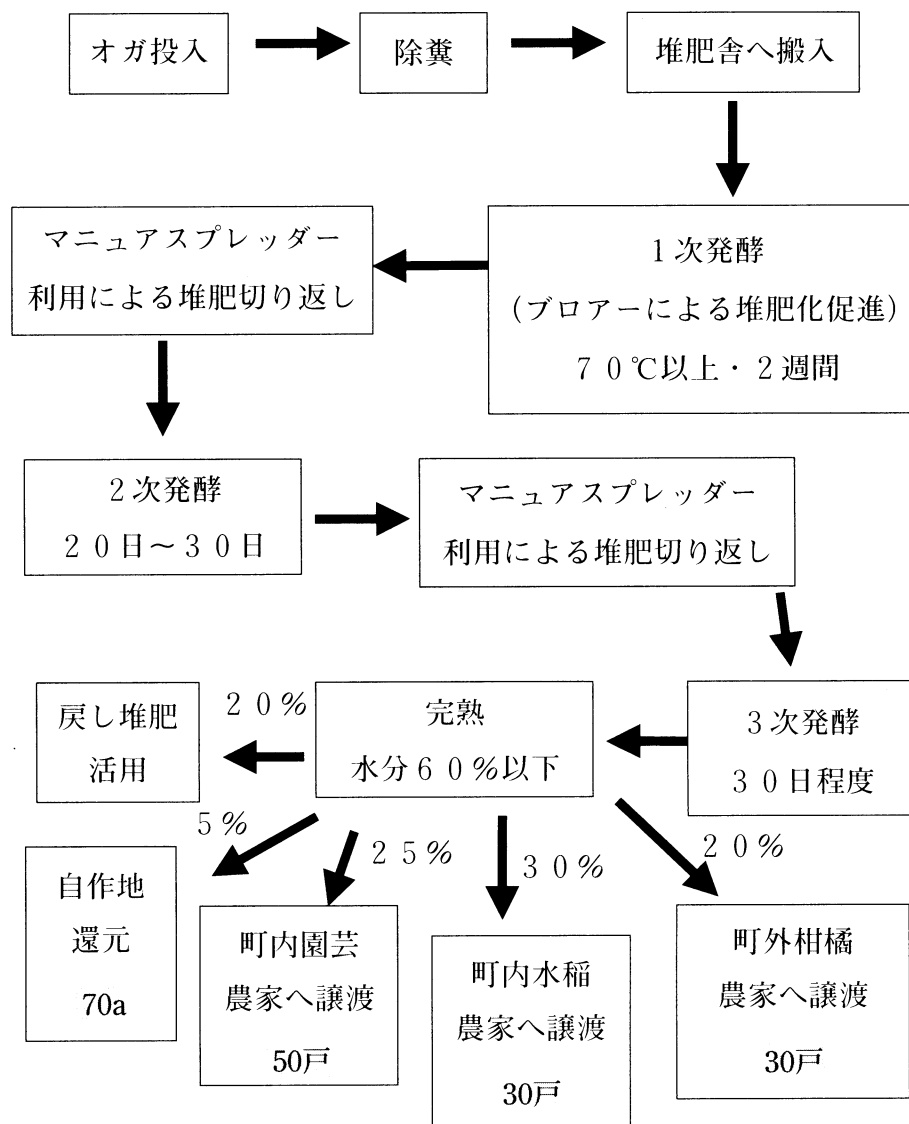 オガ投入
除糞
堆肥舎へ搬入
1次発酵
(ブロアーによる堆肥化促進)
70℃以上・2週間
マニュアスプレッダー
利用による堆肥切り返し
2次発酵
20日~30日
マニュアスプレッダー
利用による堆肥切り返し
3次発酵
30日程度
完熟
水分60%以下
20%
戻し堆肥
活用
5%
自作地
還元
70a
25%
町内園芸
農家へ譲渡
50戸
30%
町内水稲
農家へ譲渡
30戸
20%
町外柑橘
農家へ譲渡
30戸